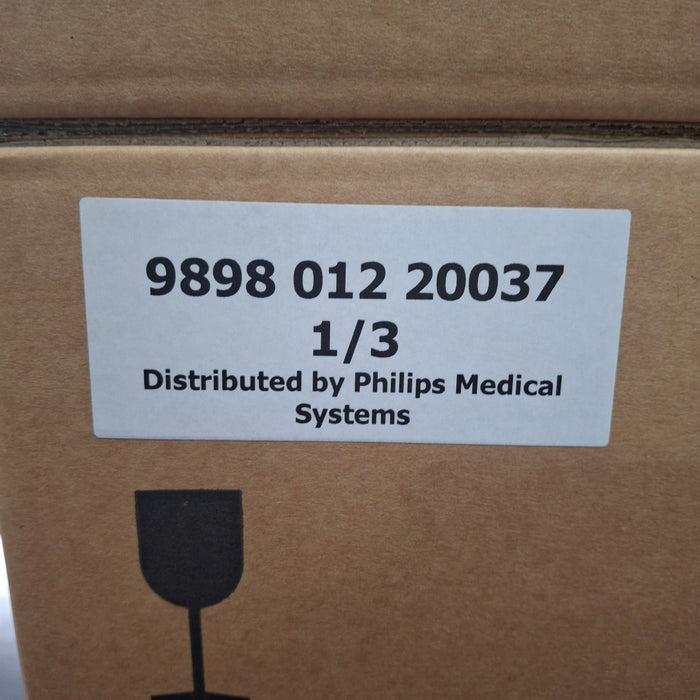 9898 012 20037
1/3
Distributed by Philips Medical
Systems